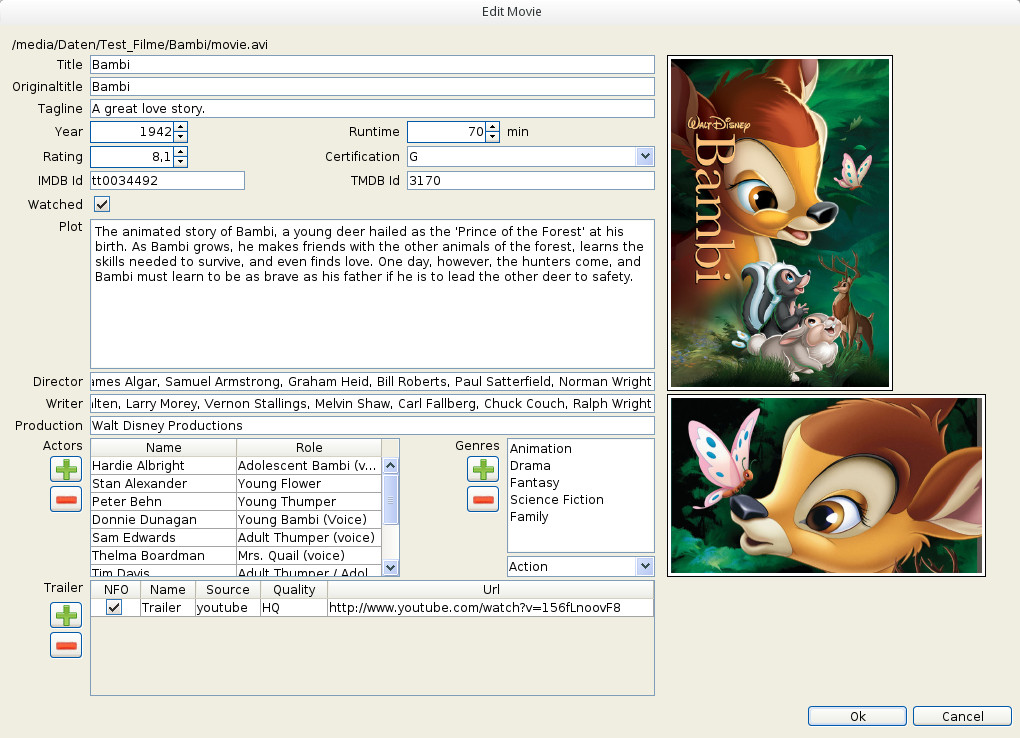 Edit Movie
/media/Daten/Test_Filme/Bambi/movie.avi
Title Bambi
Originaltitle Bambi
Tagline A great love story.
Year 1942 Runtime 70 min
Rating 8,1 Certification G
IMDB Id tt0034492 TMDB Id 3170
Watched
Plot The animated story of Bambi, a young deer hailed as the 'Prince of the Forest' at his
birth. As Bambi grows, he makes friends with the other animals of the forest, learns the
skills needed to survive, and even finds love. One day, however, the hunters come, and
Bambi must learn to be as brave as his father if he is to lead the other deer to safety.
Director Algar, Samuel Armstrong, Graham Heid, Bill Roberts, Paul Satterfield, Norman Wright
Writer Larry Morey, Vernon Stallings, Melvin Shaw, Carl Fallberg, Chuck Couch, Ralph Wright
Production Walt Disney Productions
Actors
Name Role
Hardie Albright Adolescent Bambi (v...
Stan Alexander Young Flower
Peter Behn Young Thumper
Donnie Dunagan Young Bambi (Voice)
Sam Edwards Adult Thumper (voice)
Thelma Boardman Mrs. Quail (voice)
Tim Davis Adult Thumper / Adol
Genres
Animation
Drama
Fantasy
Science Fiction
Family
Action
Trailer
NFO Name Source Quality Url
Trailer youtube HQ http://www.youtube.com/watch?v=156fLnoovF8
WALT DISNEY
Bambi
Ok Cancel